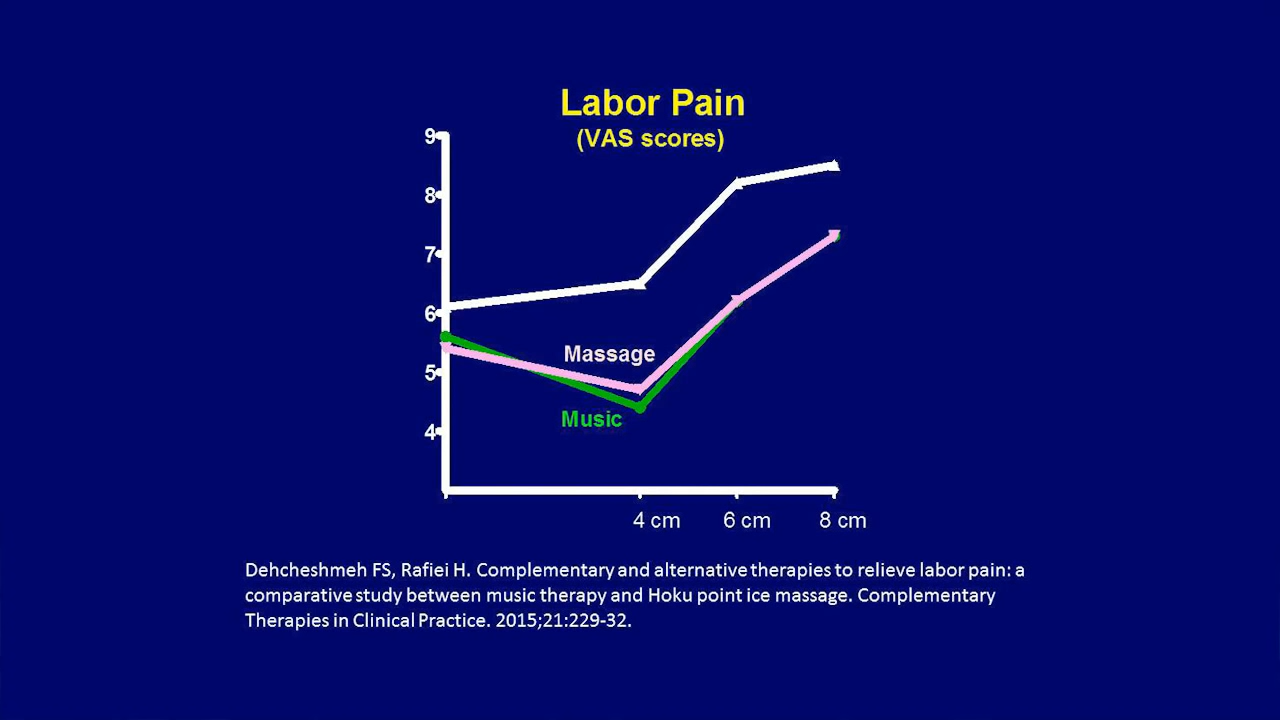 Labor Pain
(VAS scores)
9
8
7
6
5
4
Massage
Music
4 cm 6 cm 8 cm
Dehcheshmeh FS, Rafiei H. Complementary and alternative therapies to relieve labor pain: a
comparative study between music therapy and Hoku point ice massage. Complementary
Therapies in Clinical Practice. 2015;21:229-32.